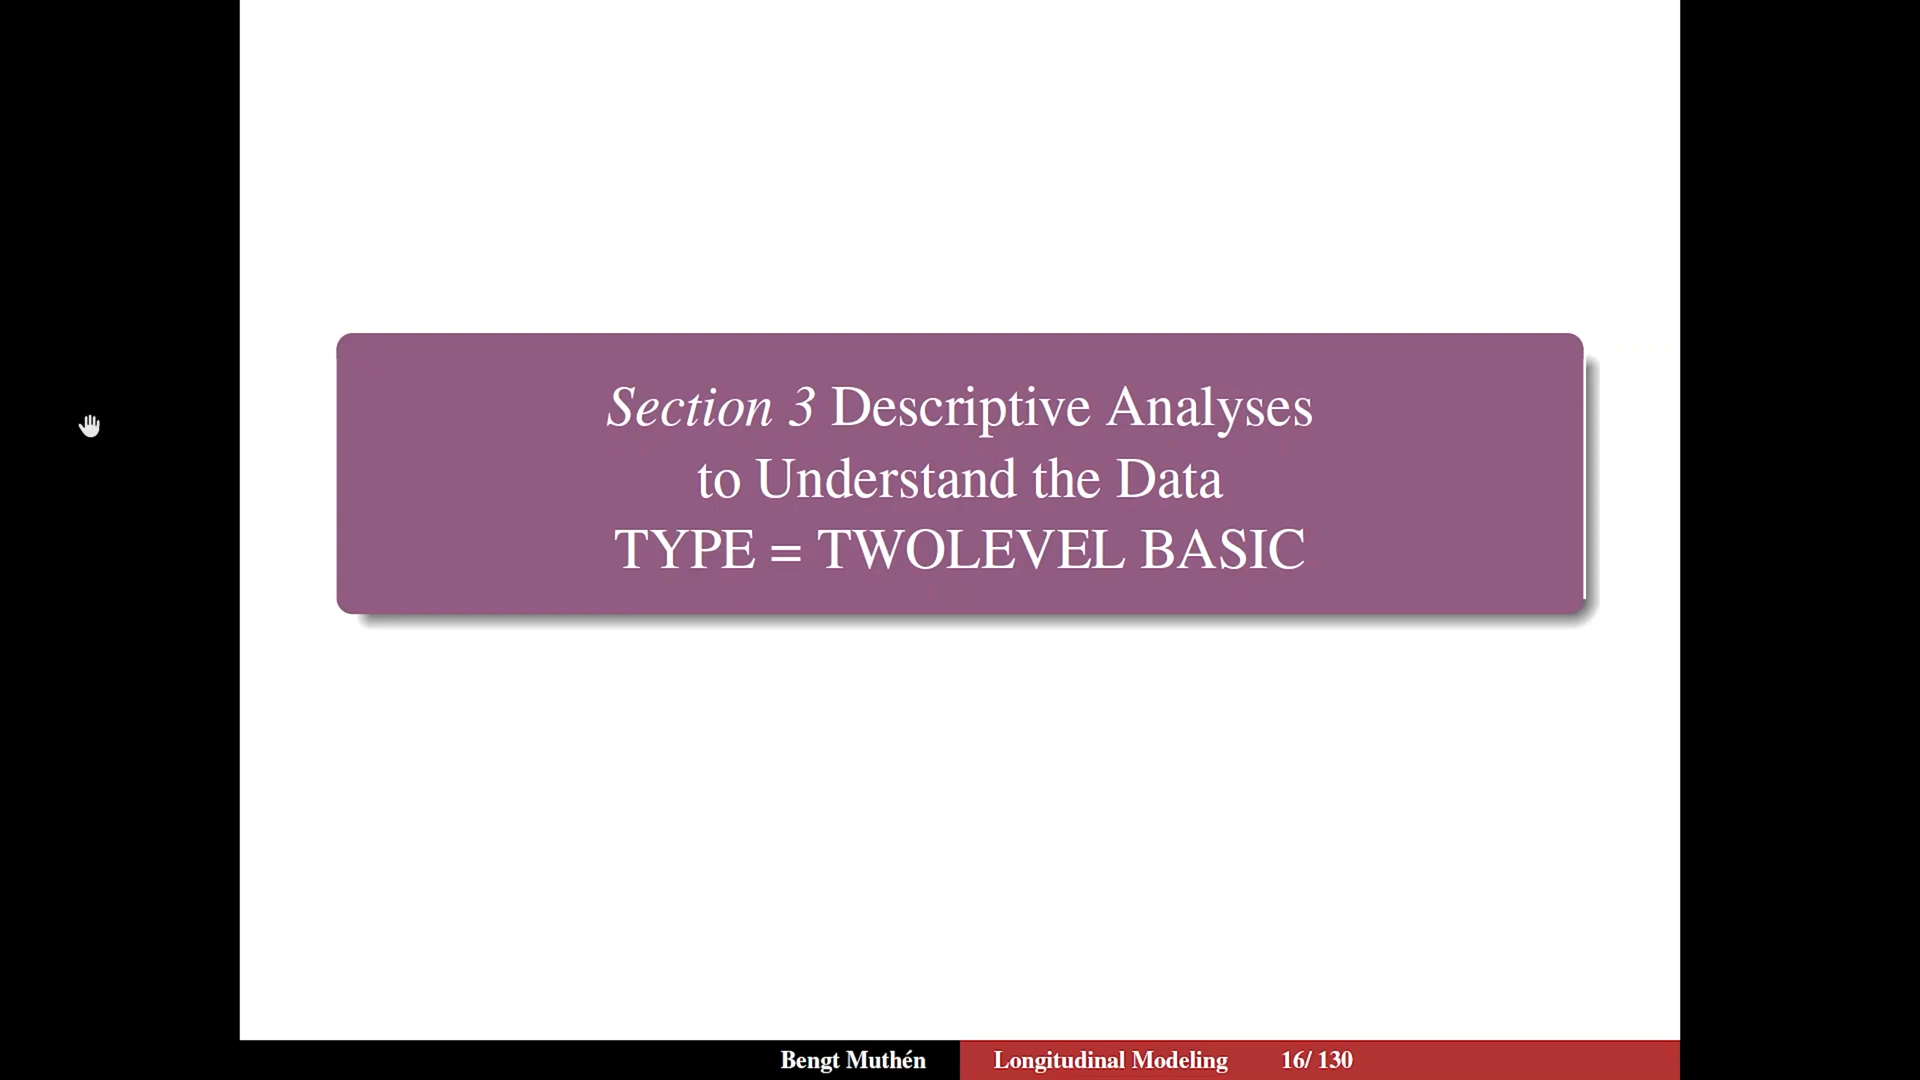 Section 3 Descriptive Analyses
to Understand the Data
TYPE = TWOLEVEL BASIC
Bengt Muthén Longitudinal Modeling 16/ 130